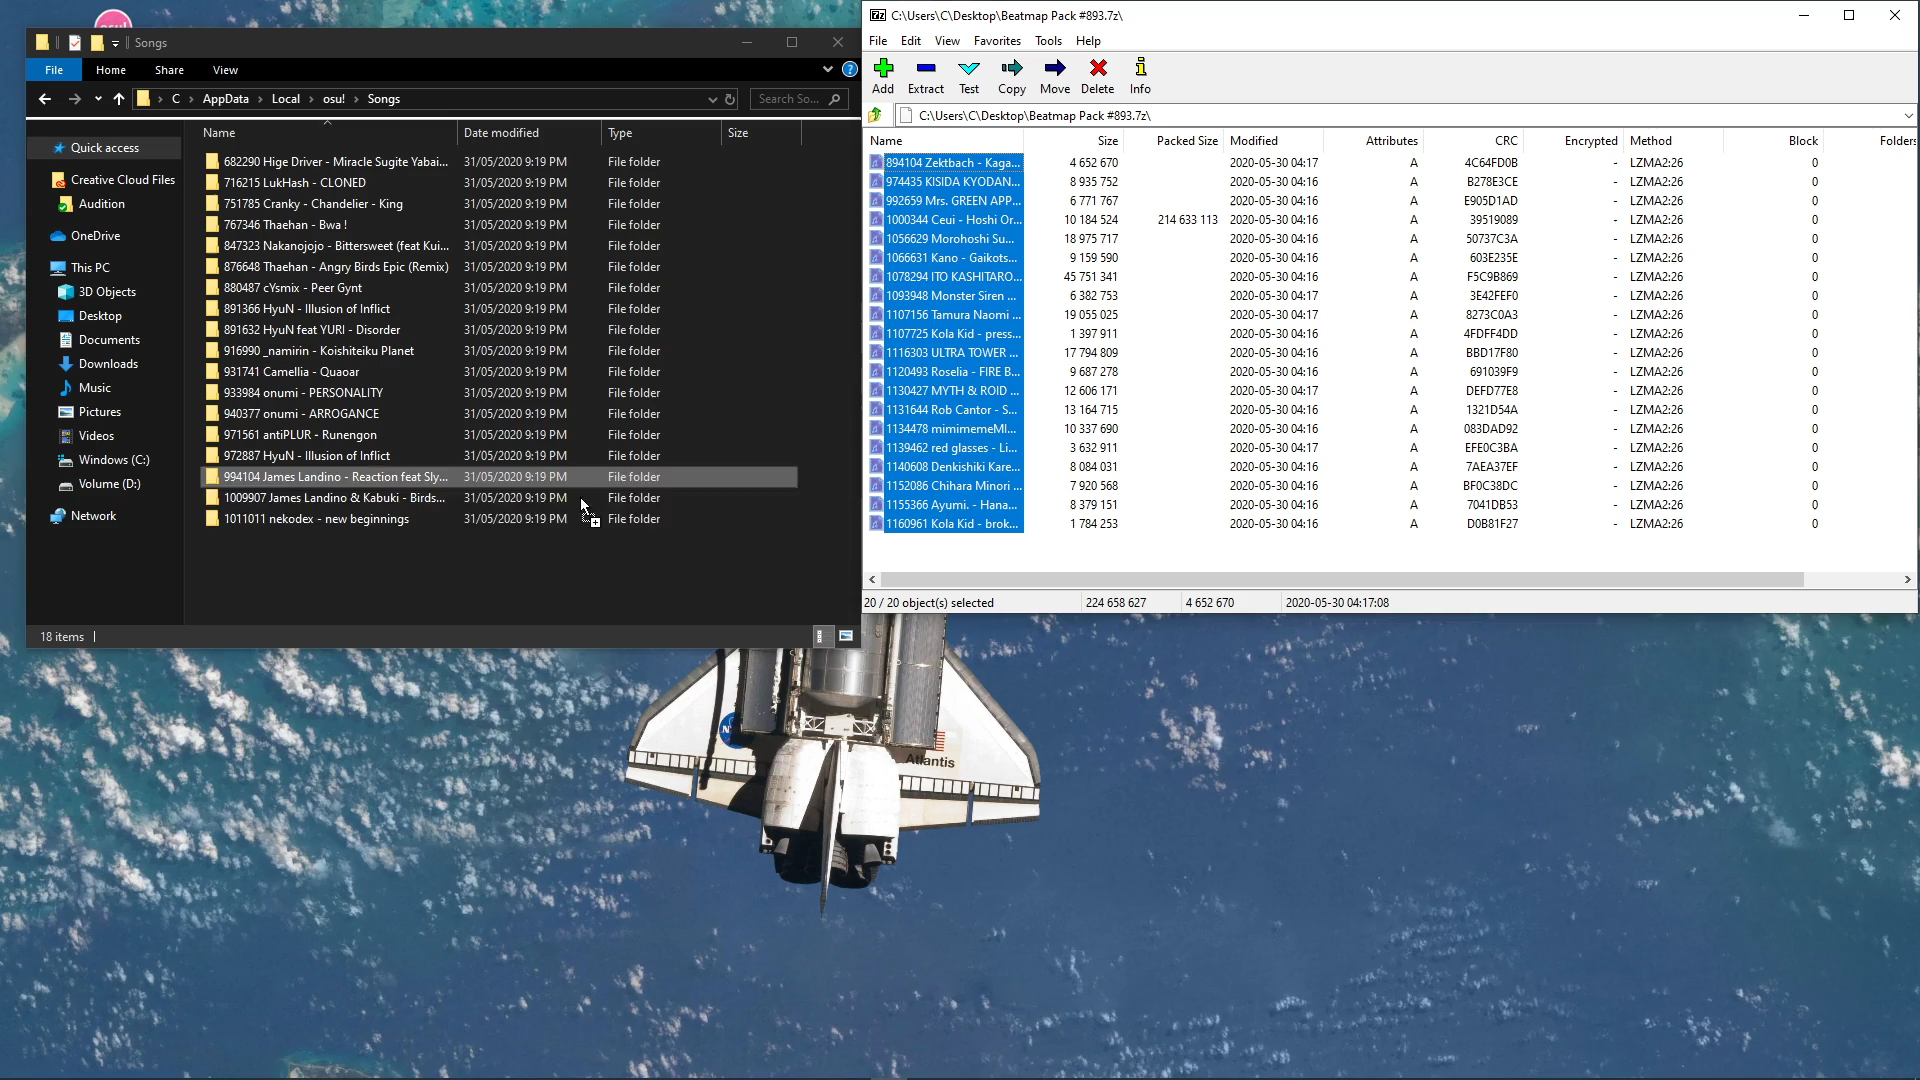 osu!
Songs
File Home Share View
C > AppData > Local > osu! > Songs
Search So...
Name Date modified Type Size
Quick access
Creative Cloud Files
Audition
OneDrive
This PC
3D Objects
Desktop
Documents
Downloads
Music
Pictures
Videos
Windows (C:)
Volume (D:)
Network
682290 Hige Driver - Miracle Sugite Yabai... 31/05/2020 9:19 PM File folder
716215 LukHash - CLONED 31/05/2020 9:19 PM File folder
751785 Cranky - Chandelier - King 31/05/2020 9:19 PM File folder
767346 Thaehan - Bwa ! 31/05/2020 9:19 PM File folder
847323 Nakanojojo - Bittersweet (feat Kui... 31/05/2020 9:19 PM File folder
876648 Thaehan - Angry Birds Epic (Remix) 31/05/2020 9:19 PM File folder
880487 cYsmix - Peer Gynt 31/05/2020 9:19 PM File folder
891366 HyuN - Illusion of Inflict 31/05/2020 9:19 PM File folder
891632 HyuN feat YURI - Disorder 31/05/2020 9:19 PM File folder
916990 _namirin - Koishiteiku Planet 31/05/2020 9:19 PM File folder
931741 Camellia - Quaoar 31/05/2020 9:19 PM File folder
933984 onumi - PERSONALITY 31/05/2020 9:19 PM File folder
940377 onumi - ARROGANCE 31/05/2020 9:19 PM File folder
971561 antiPLUR - Runengon 31/05/2020 9:19 PM File folder
972887 HyuN - Illusion of Inflict 31/05/2020 9:19 PM File folder
994104 James Landino - Reaction feat Sly... 31/05/2020 9:19 PM File folder
1009907 James Landino & Kabuki - Birds... 31/05/2020 9:19 PM File folder
1011011 nekodex - new beginnings 31/05/2020 9:19 PM File folder
18 items
7z C:\Users\C\Desktop\Beatmap Pack #893.7z\
File Edit View Favorites Tools Help
Add Extract Test Copy Move Delete Info
C:\Users\C\Desktop\Beatmap Pack #893.7z\
Name Size Packed Size Modified Attributes CRC Encrypted Method Block Folders
894104 Zektbach - Kaga... 4 652 670 2020-05-30 04:17 A 4C64FD0B - LZMA2:26 0
974435 KISIDA KYODAN... 8 935 752 2020-05-30 04:16 A B278E3CE - LZMA2:26 0
992659 Mrs. GREEN APP... 6 771 767 2020-05-30 04:16 A E905D1AD - LZMA2:26 0
1000344 Ceui - Hoshi Or... 10 184 524 214 633 113 2020-05-30 04:16 A 39519089 - LZMA2:26 0
1056629 Morohoshi Su... 18 975 717 2020-05-30 04:16 A 50737C3A - LZMA2:26 0
1066631 Kano - Gaikots... 9 159 590 2020-05-30 04:16 A 603E235E - LZMA2:26 0
1078294 ITO KASHITARO... 45 751 341 2020-05-30 04:16 A F5C9B869 - LZMA2:26 0
1093948 Monster Siren ... 6 382 753 2020-05-30 04:17 A 3E42FEF0 - LZMA2:26 0
1107156 Tamura Naomi ... 19 055 025 2020-05-30 04:17 A 8273C0A3 - LZMA2:26 0
1107725 Kola Kid - press... 1 397 911 2020-05-30 04:16 A 4FDFF4DD - LZMA2:26 0
1116303 ULTRA TOWER ... 17 794 809 2020-05-30 04:16 A BBD17F80 - LZMA2:26 0
1120493 Roselia - FIRE B... 9 687 278 2020-05-30 04:16 A 691039F9 - LZMA2:26 0
1130427 MYTH & ROID ... 12 606 171 2020-05-30 04:17 A DEFD77E8 - LZMA2:26 0
1131644 Rob Cantor - S... 13 164 715 2020-05-30 04:16 A 1321D54A - LZMA2:26 0
1134478 mimimemeMI... 10 337 690 2020-05-30 04:16 A 083DAD92 - LZMA2:26 0
1139462 red glasses - Li... 3 632 911 2020-05-30 04:17 A EFE0C3BA - LZMA2:26 0
1140608 Denkishiki Kare... 8 084 031 2020-05-30 04:16 A 7AEA37EF - LZMA2:26 0
1152086 Chihara Minori ... 7 920 568 2020-05-30 04:16 A BF0C38DC - LZMA2:26 0
1155366 Ayumi. - Hana... 8 379 151 2020-05-30 04:16 A 7041DB53 - LZMA2:26 0
1160961 Kola Kid - brok... 1 784 253 2020-05-30 04:16 A D0B81F27 - LZMA2:26 0
20 / 20 object(s) selected 224 658 627 4 652 670 2020-05-30 04:17:08
Atlantis